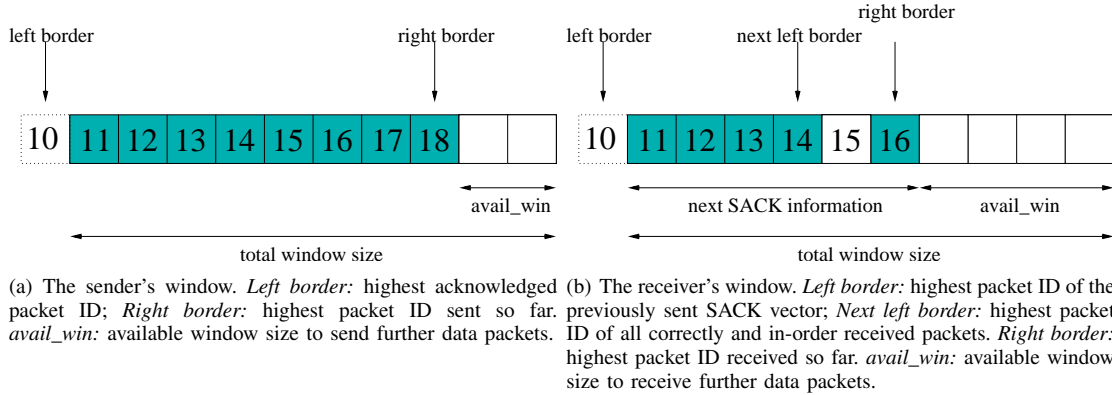 left border
right border
10 11 12 13 14 15 16 17 18
avail_win
total window size
(a) The sender's window. Left border: highest acknowledged
packet ID; Right border: highest packet ID sent so far.
avail_win: available window size to send further data packets.
right border
left border
next left border
10 11 12 13 14 15 16
next SACK information
avail_win
total window size
(b) The receiver's window. Left border: highest packet ID of the
previously sent SACK vector; Next left border: highest packet
ID of all correctly and in-order received packets. Right border:
highest packet ID received so far. avail_win: available window
size to receive further data packets.